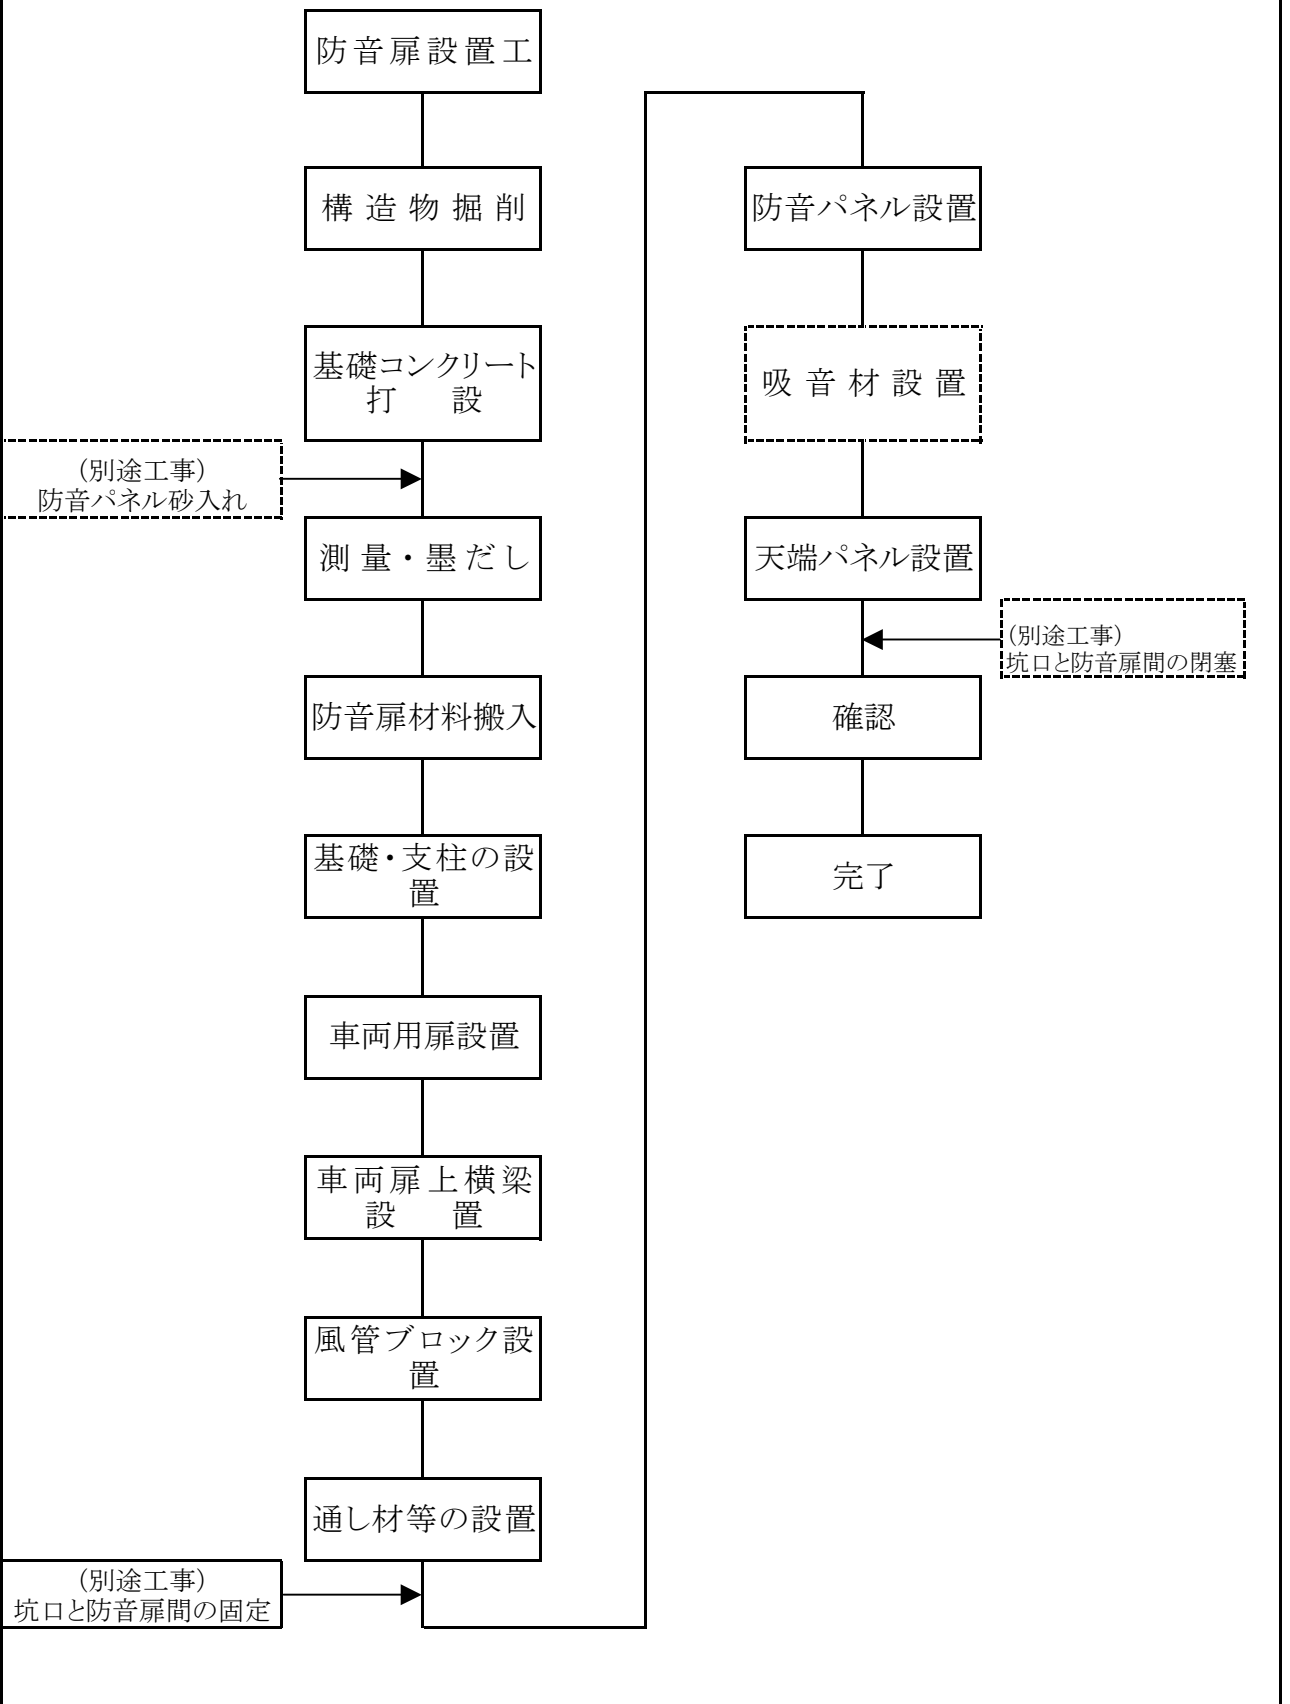 防音扉設置工
構造物掘削
基礎コンクリート
打　設
(別途工事)
防音パネル砂入れ
測量・墨だし
防音扉材料搬入
基礎・支柱の設
置
車両用扉設置
車両扉上横梁
設　置
風管ブロック設
置
通し材等の設置
(別途工事)
坑口と防音扉間の固定
防音パネル設置
吸音材設置
天端パネル設置
(別途工事)
坑口と防音扉間の閉塞
確認
完了